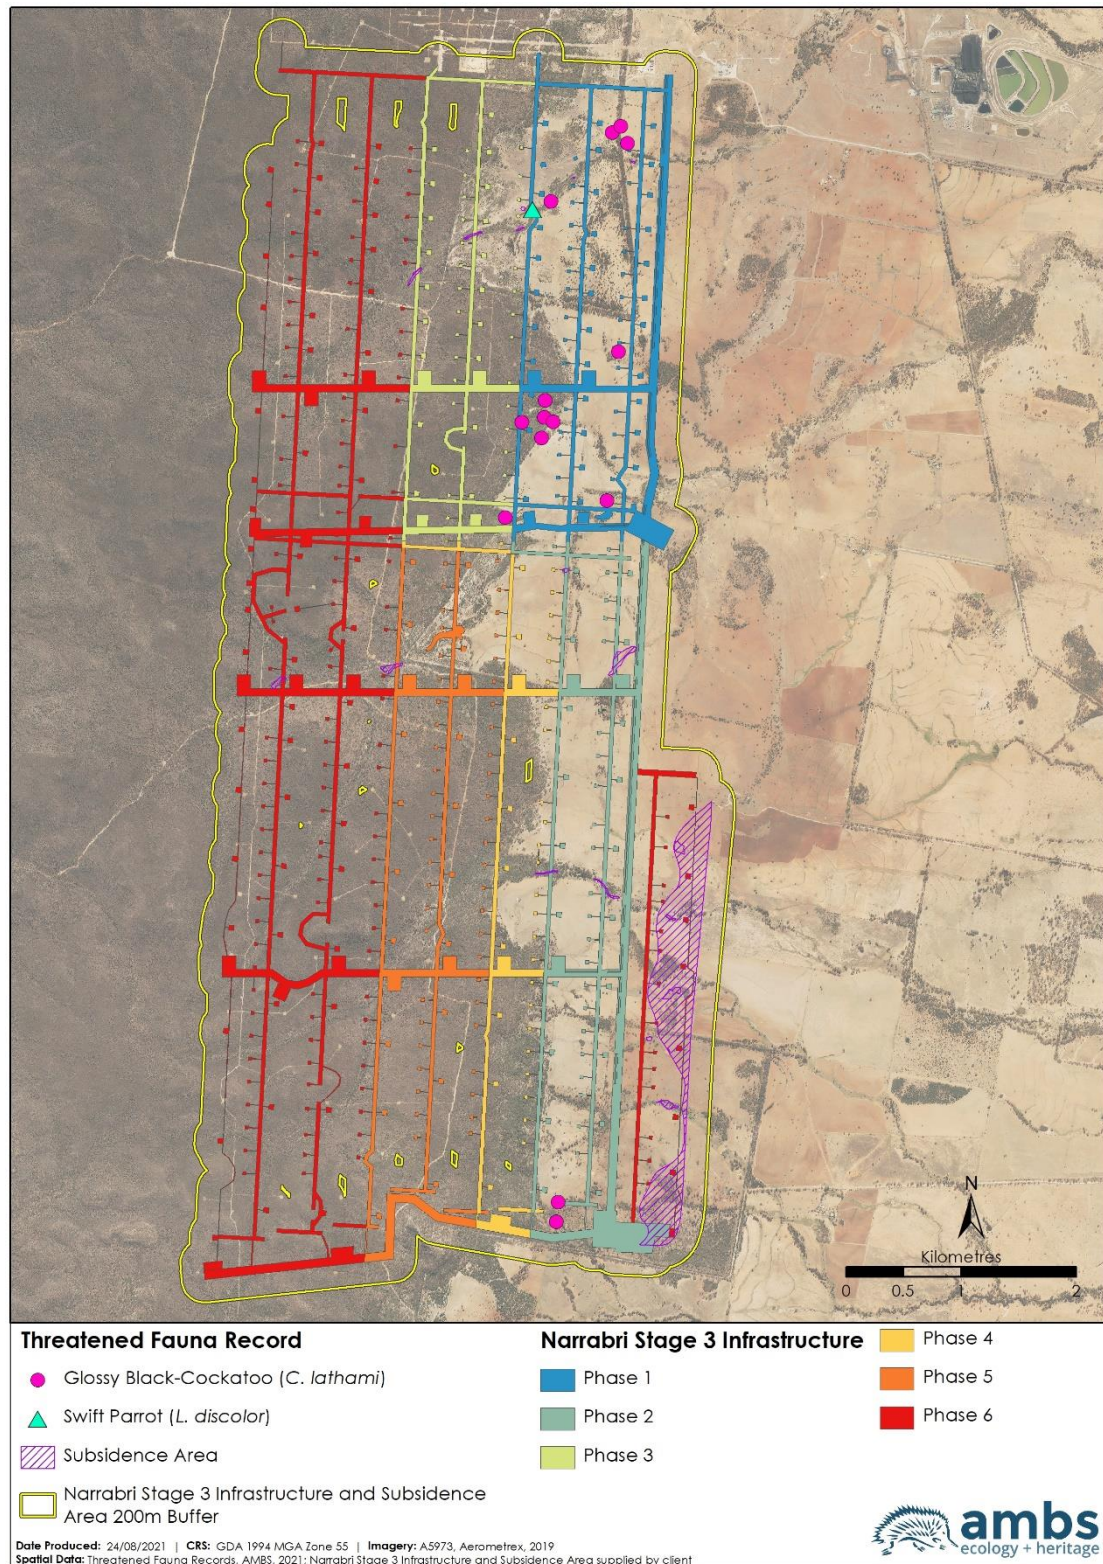 N
Kilometres
0 0.5 1 2
Threatened Fauna Record
Glossy Black-Cockatoo (C. lathami)
Swift Parrot (L. discolor)
Subsidence Area
Narrabri Stage 3 Infrastructure and Subsidence
Area 200m Buffer
Narrabri Stage 3 Infrastructure
Phase 1
Phase 2
Phase 3
Phase 4
Phase 5
Phase 6
Date Produced: 24/08/2021 | CRS: GDA 1994 MGA Zone 55 | Imagery: A5973, Aerometrex, 2019
Spatial Data: Threatened Fauna Records, AMBS, 2021; Narrabri Stage 3 Infrastructure and Subsidence Area supplied by client
ambs
ecology + heritage